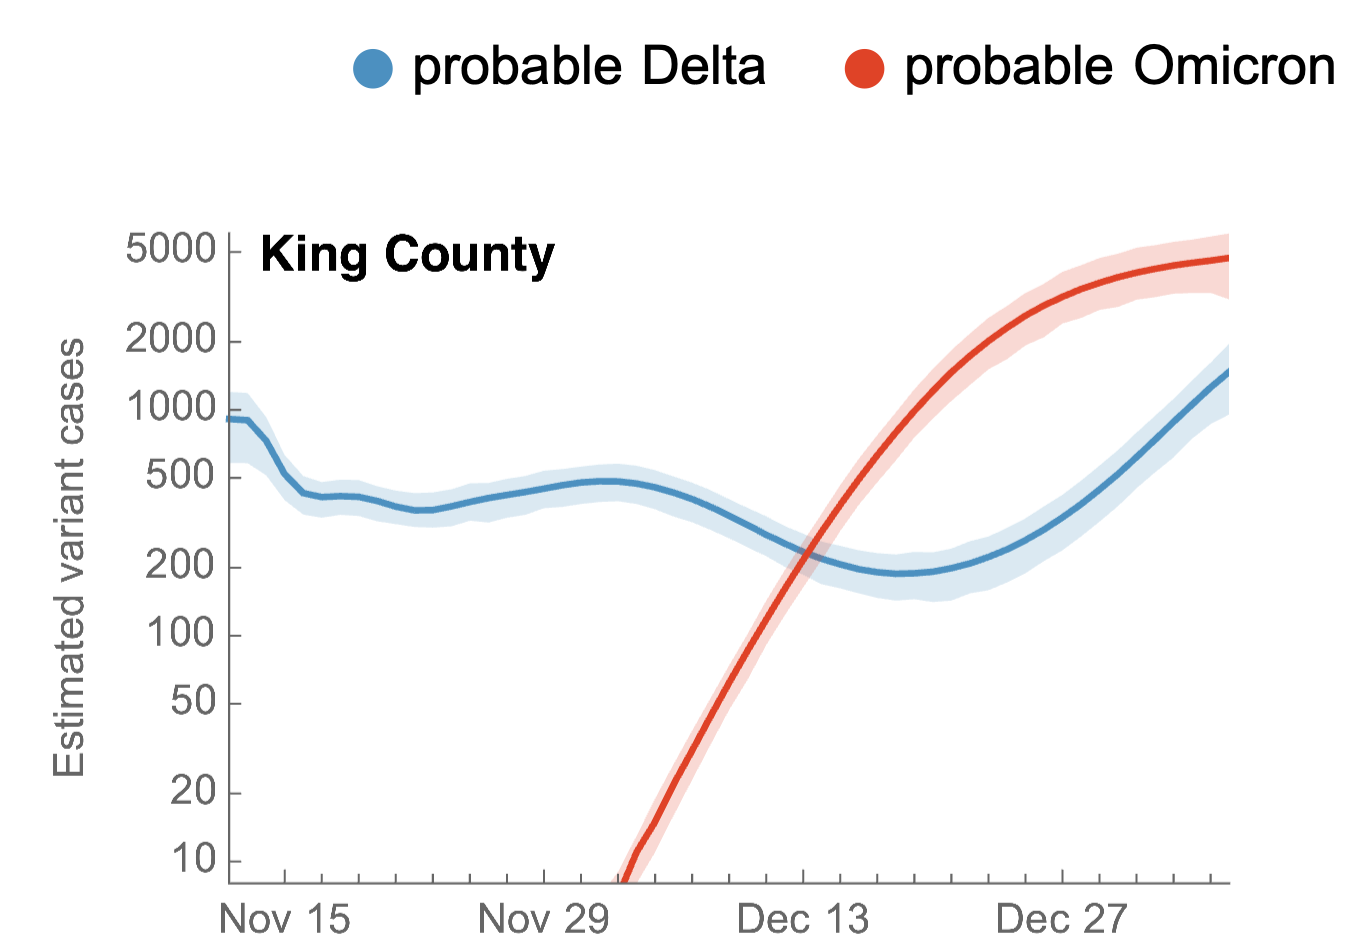 probable Delta probable Omicron
King County
Estimated variant cases
5000
2000
1000
500
200
100
50
20
10
Nov 15 Nov 29 Dec 13 Dec 27